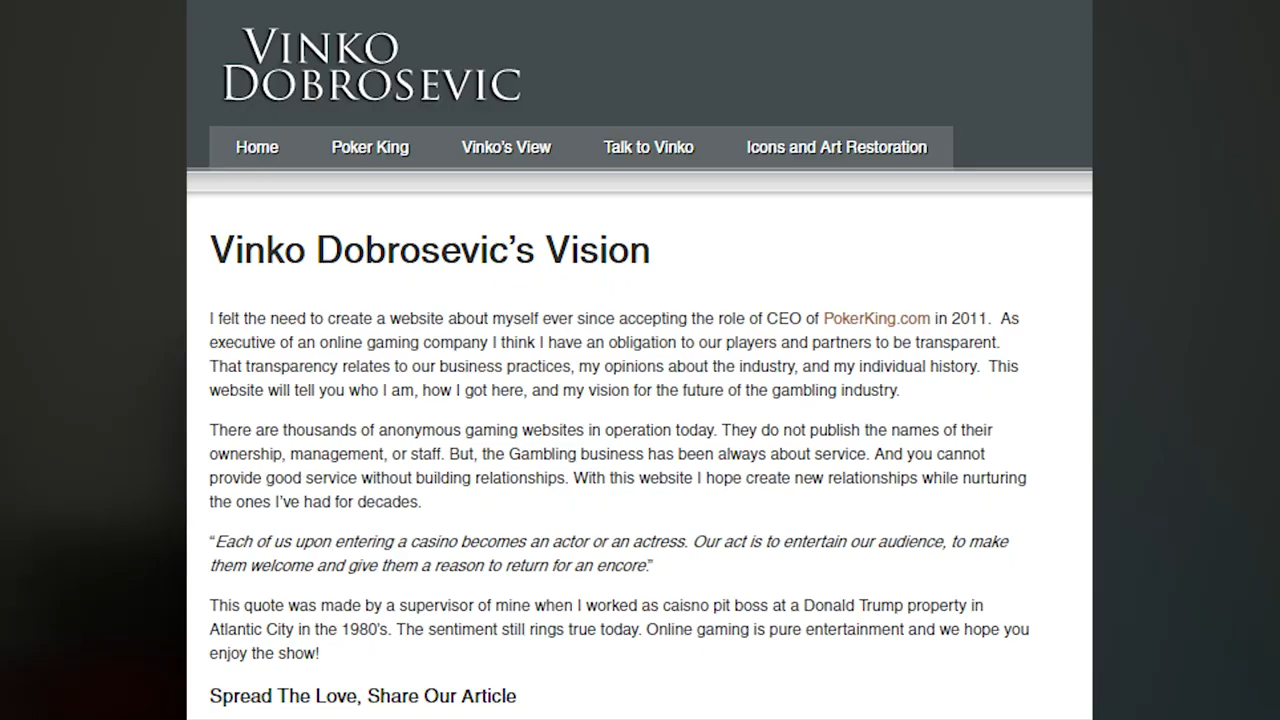 VINKO
DOBROSEVIC
Home Poker King Vinko's View Talk to Vinko Icons and Art Restoration
Vinko Dobrosevic's Vision
I felt the need to create a website about myself ever since accepting the role of CEO of PokerKing.com in 2011. As
executive of an online gaming company I think I have an obligation to our players and partners to be transparent.
That transparency relates to our business practices, my opinions about the industry, and my individual history. This
website will tell you who I am, how I got here, and my vision for the future of the gambling industry.
There are thousands of anonymous gaming websites in operation today. They do not publish the names of their
ownership, management, or staff. But, the Gambling business has been always about service. And you cannot
provide good service without building relationships. With this website I hope create new relationships while nurturing
the ones I've had for decades.
“Each of us upon entering a casino becomes an actor or an actress. Our act is to entertain our audience, to make
them welcome and give them a reason to return for an encore.”
This quote was made by a supervisor of mine when I worked as caisno pit boss at a Donald Trump property in
Atlantic City in the 1980's. The sentiment still rings true today. Online gaming is pure entertainment and we hope you
enjoy the show!
Spread The Love, Share Our Article